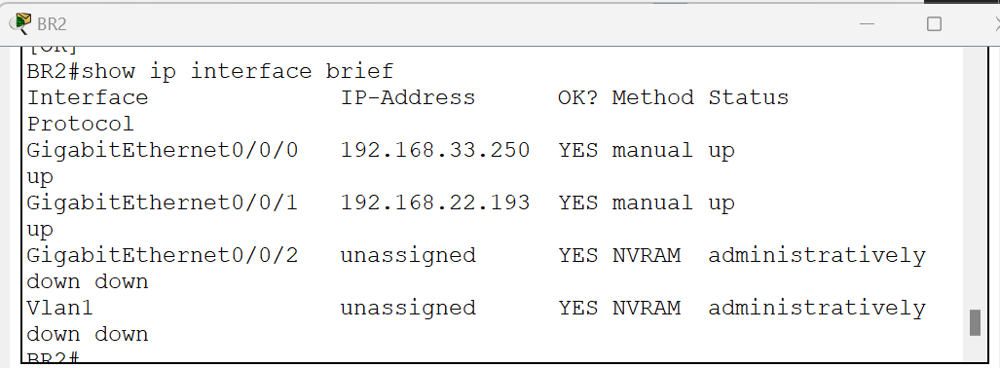 BR2
[OK]
BR2#show ip interface brief
Interface IP-Address OK? Method Status
Protocol
GigabitEthernet0/0/0 192.168.33.250 YES manual up
up
GigabitEthernet0/0/1 192.168.22.193 YES manual up
up
GigabitEthernet0/0/2 unassigned YES NVRAM administratively
down down
Vlan1 unassigned YES NVRAM administratively
down down
BR2#